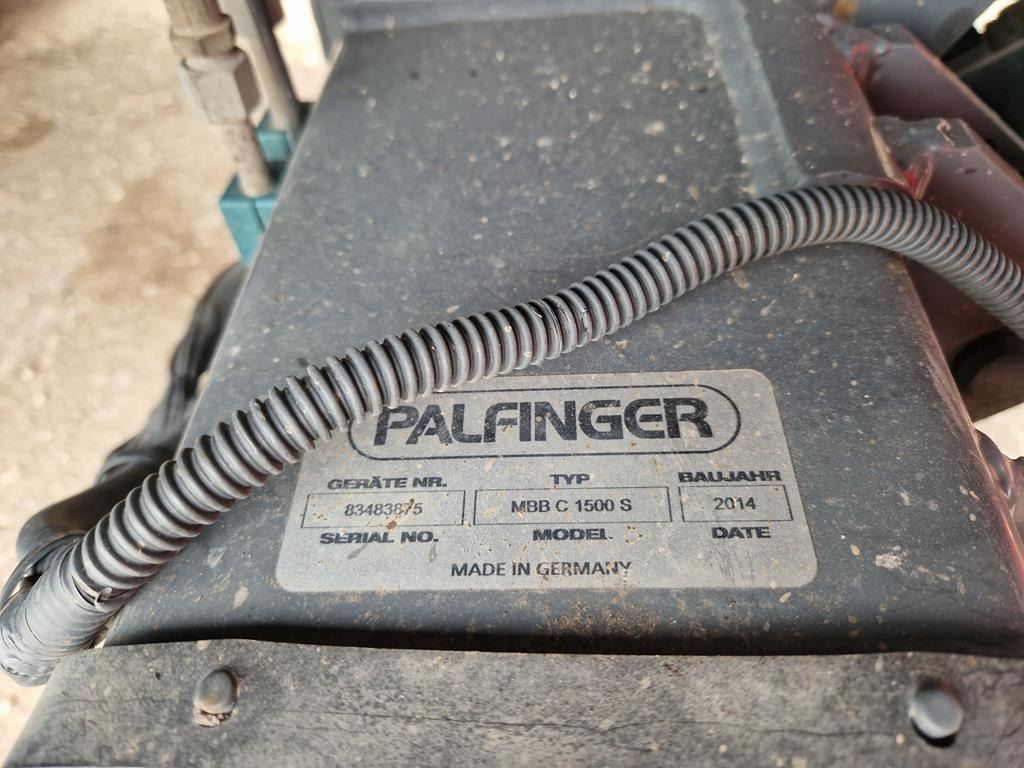 PALFINGER
GERÄTE NR. TYP BAUJAHR
83483875 MBB C 1500 S 2014
SERIAL NO. MODEL DATE
MADE IN GERMANY